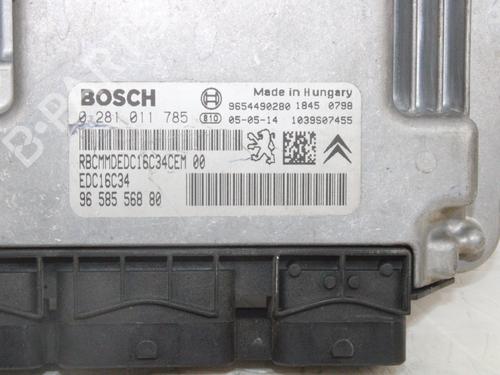 BOSCH
Made in Hungary
9654490280 1845 0798
0 281 011 785 810 05-05-14 1039S07455
RBCMMDEDC16C34CEM 00
EDC16C34
96 585 568 80
B-PARTS